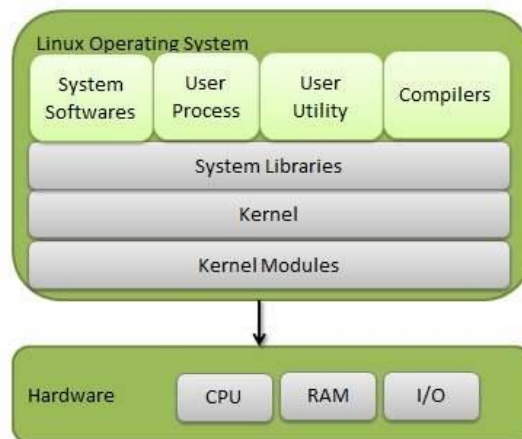 Linux Operating System
System
Softwares
User
Process
User
Utility
Compilers
System Libraries
Kernel
Kernel Modules
Hardware
CPU
RAM
I/O